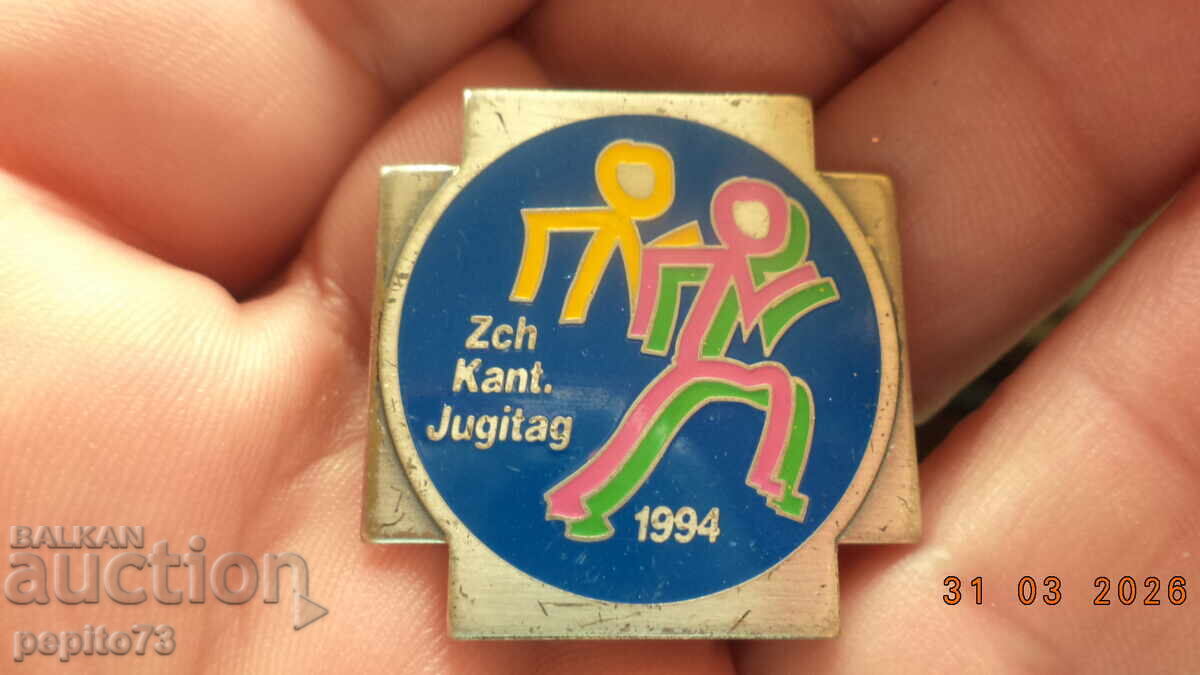 Zch
Kant.
Jugitag
1994
BALKAN
auction
pepito73
31 03 2026